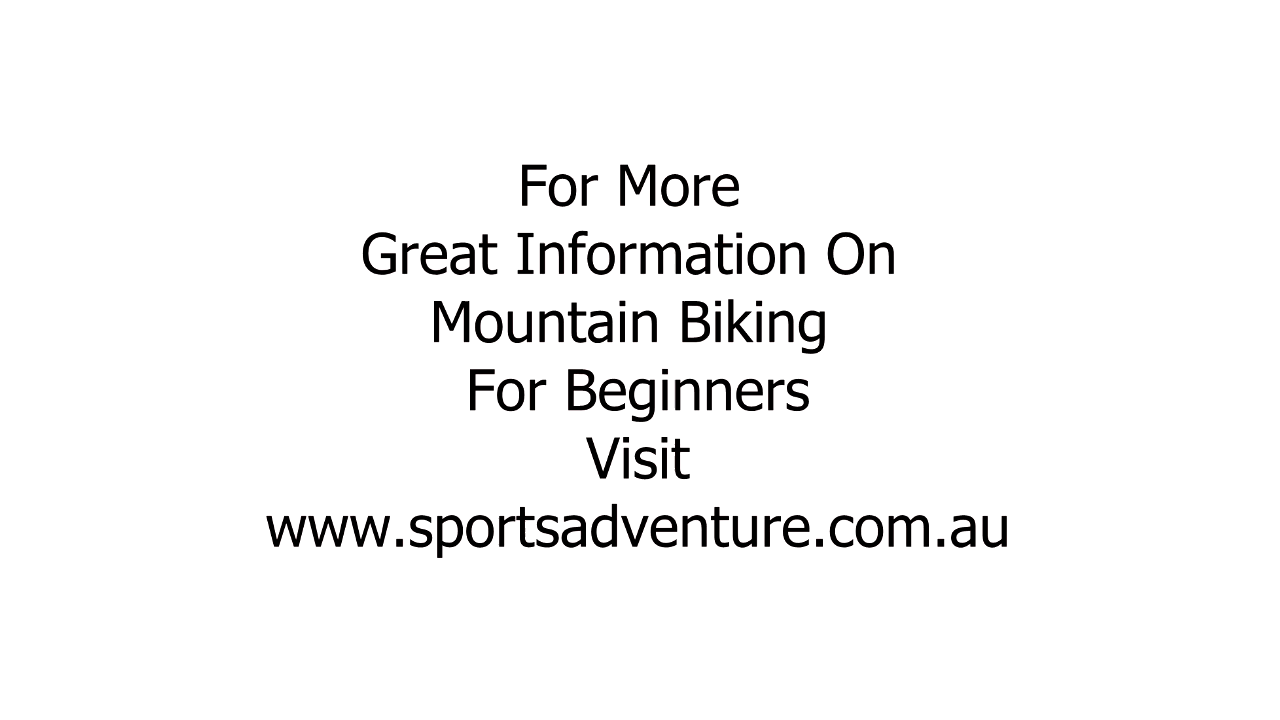 For More
Great Information On
Mountain Biking
For Beginners
Visit
www.sportsadventure.com.au